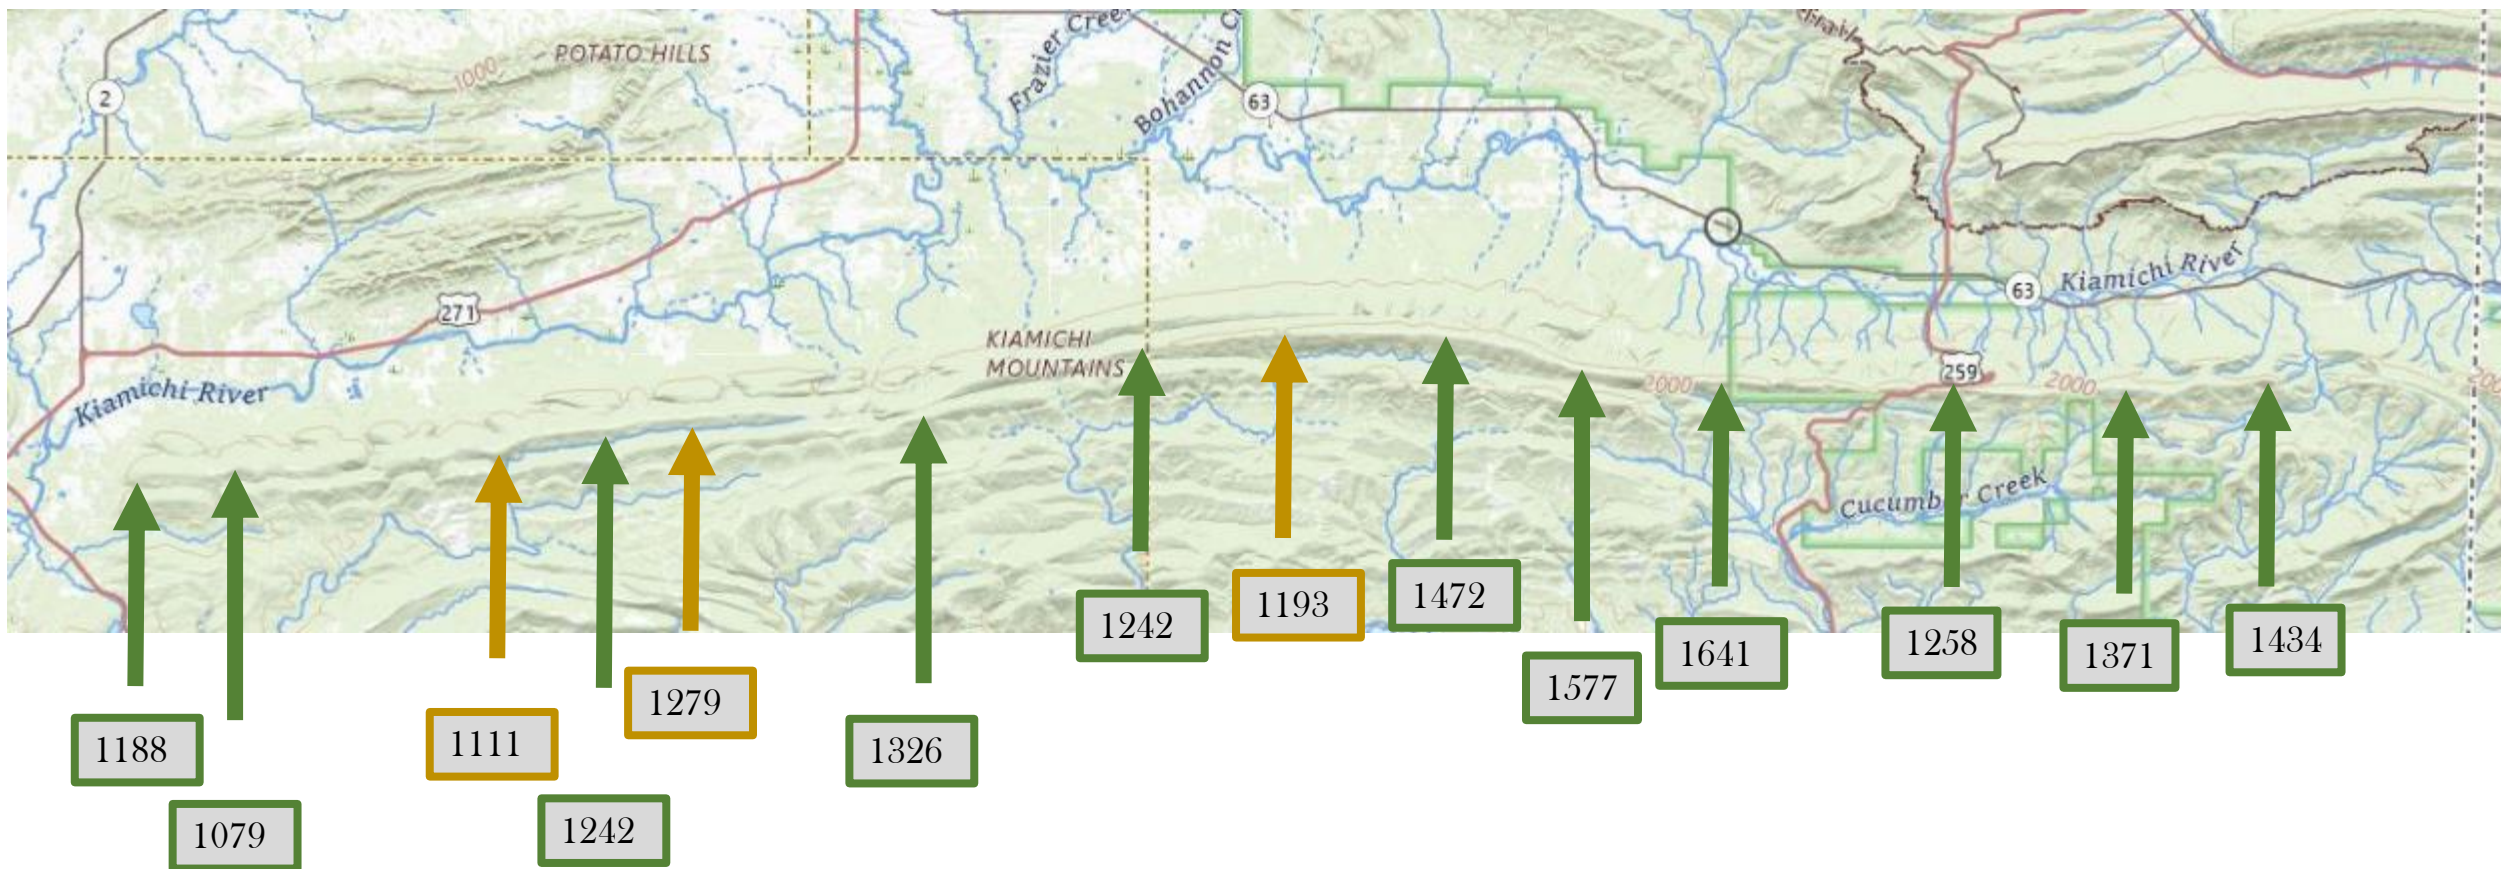 Frazier Creek
Bohannon C
Trail
POTATO HILLS
1000
2
63
271
KIAMICHI
MOUNTAINS
Kiamichi River
63
Kiamichi River
259
2000
2000
Cucumber Creek
1188
1079
1111
1242
1279
1326
1242
1193
1472
1577
1641
1258
1371
1434